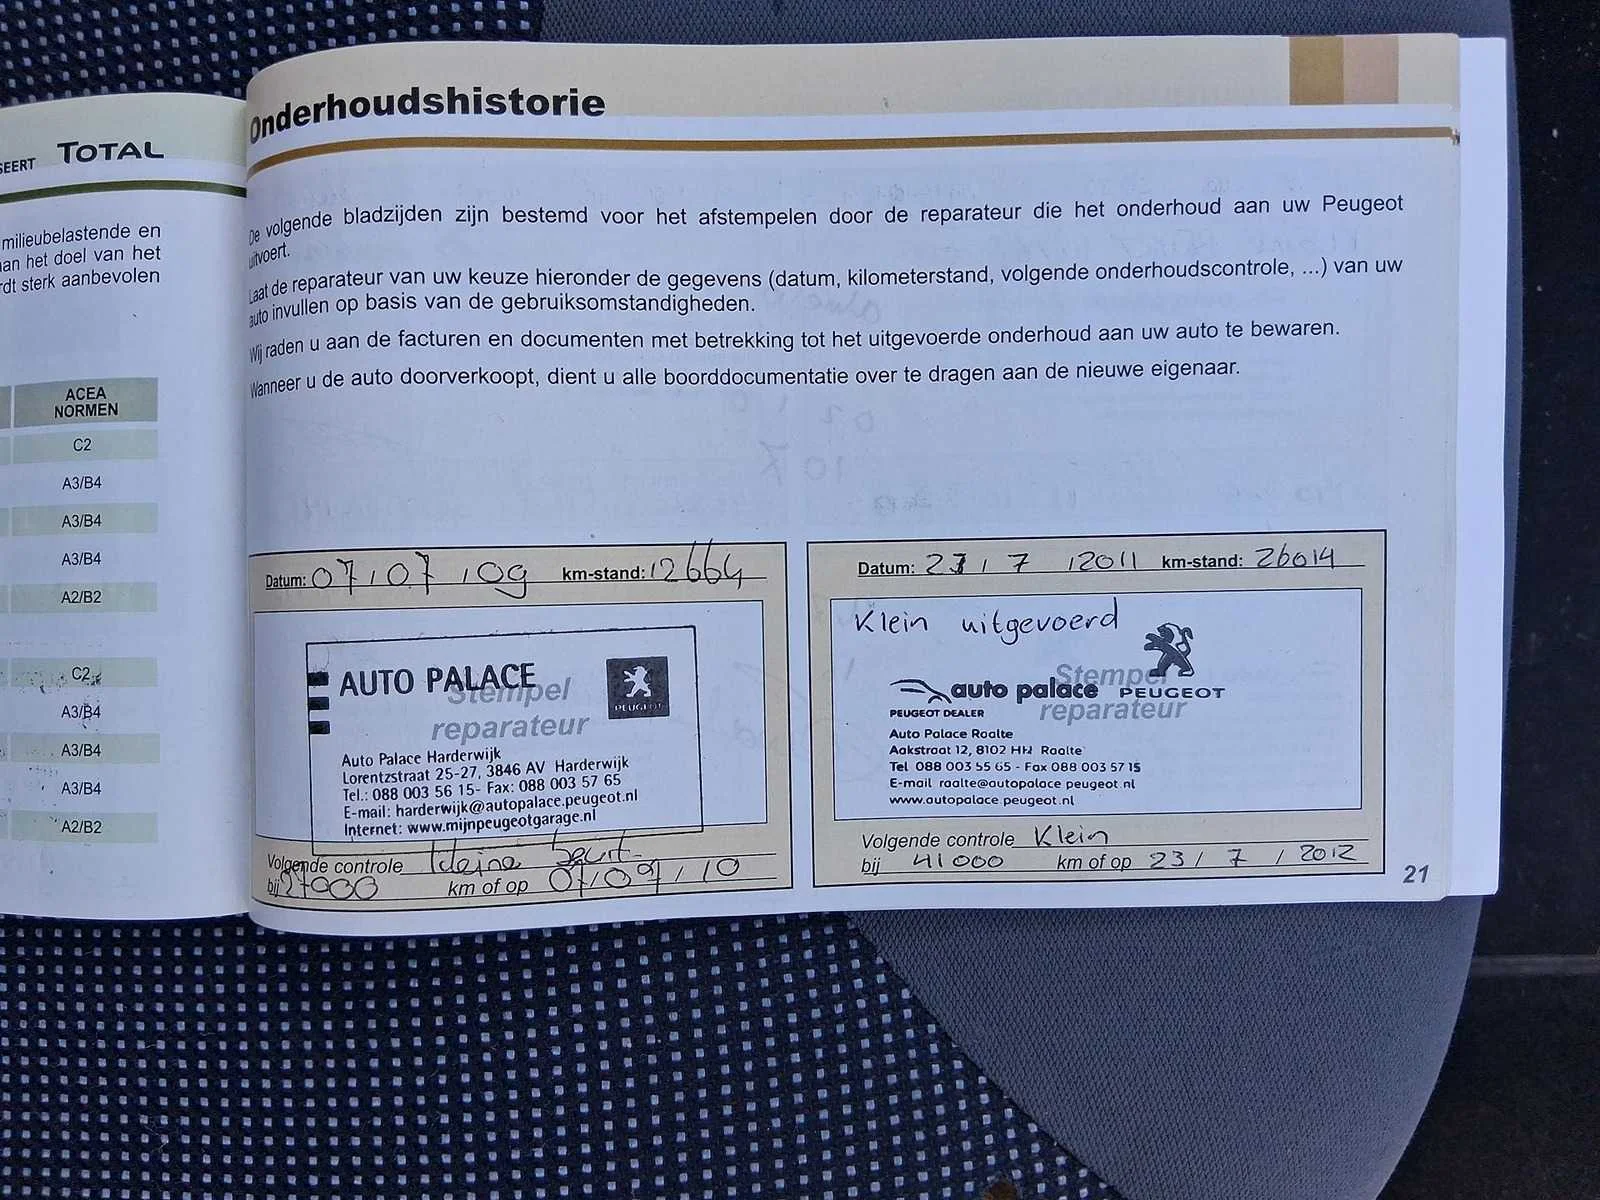 SEERT TOTAL
milieubelastende en
aan het doel van het
rdt sterk aanbevolen
ACEA
NORMEN
C2
A3/B4
A3/B4
A3/B4
A2/B2
C2
A3/B4
A3/B4
A3/B4
A2/B2
Onderhoudshistorie
De volgende bladzijden zijn bestemd voor het afstempelen door de reparateur die het onderhoud aan uw Peugeot
uitvoert.
Laat de reparateur van uw keuze hieronder de gegevens (datum, kilometerstand, volgende onderhoudscontrole, ...) van uw
auto invullen op basis van de gebruiksomstandigheden.
Wij raden u aan de facturen en documenten met betrekking tot het uitgevoerde onderhoud aan uw auto te bewaren.
Wanneer u de auto doorverkoopt, dient u alle boorddocumentatie over te dragen aan de nieuwe eigenaar.
Datum: 07/07/09 km-stand: 12664
AUTO PALACE
PEUGEOT
Stempel
reparateur
Auto Palace Harderwijk
Lorentzstraat 25-27, 3846 AV Harderwijk
Tel.: 088 003 56 15- Fax: 088 003 57 65
E-mail: harderwijk@autopalace.peugeot.nl
Internet: www.mijnpeugeotgarage.nl
Volgende controle Kleine beurt
bij 27000 km of op 07/07/10
Datum: 23/7/2011 km-stand: 26014
Klein uitgevoerd
Stempel
auto palace PEUGEOT
PEUGEOT DEALER reparateur
Auto Palace Raalte
Aakstraat 12, 8102 HH Raalte
Tel 088 003 55 65 - Fax 088 003 57 15
E-mail raalte@autopalace peugeot nl
www.autopalace peugeot nl
Volgende controle Klein
bij 41000 km of op 23/7/2012
21